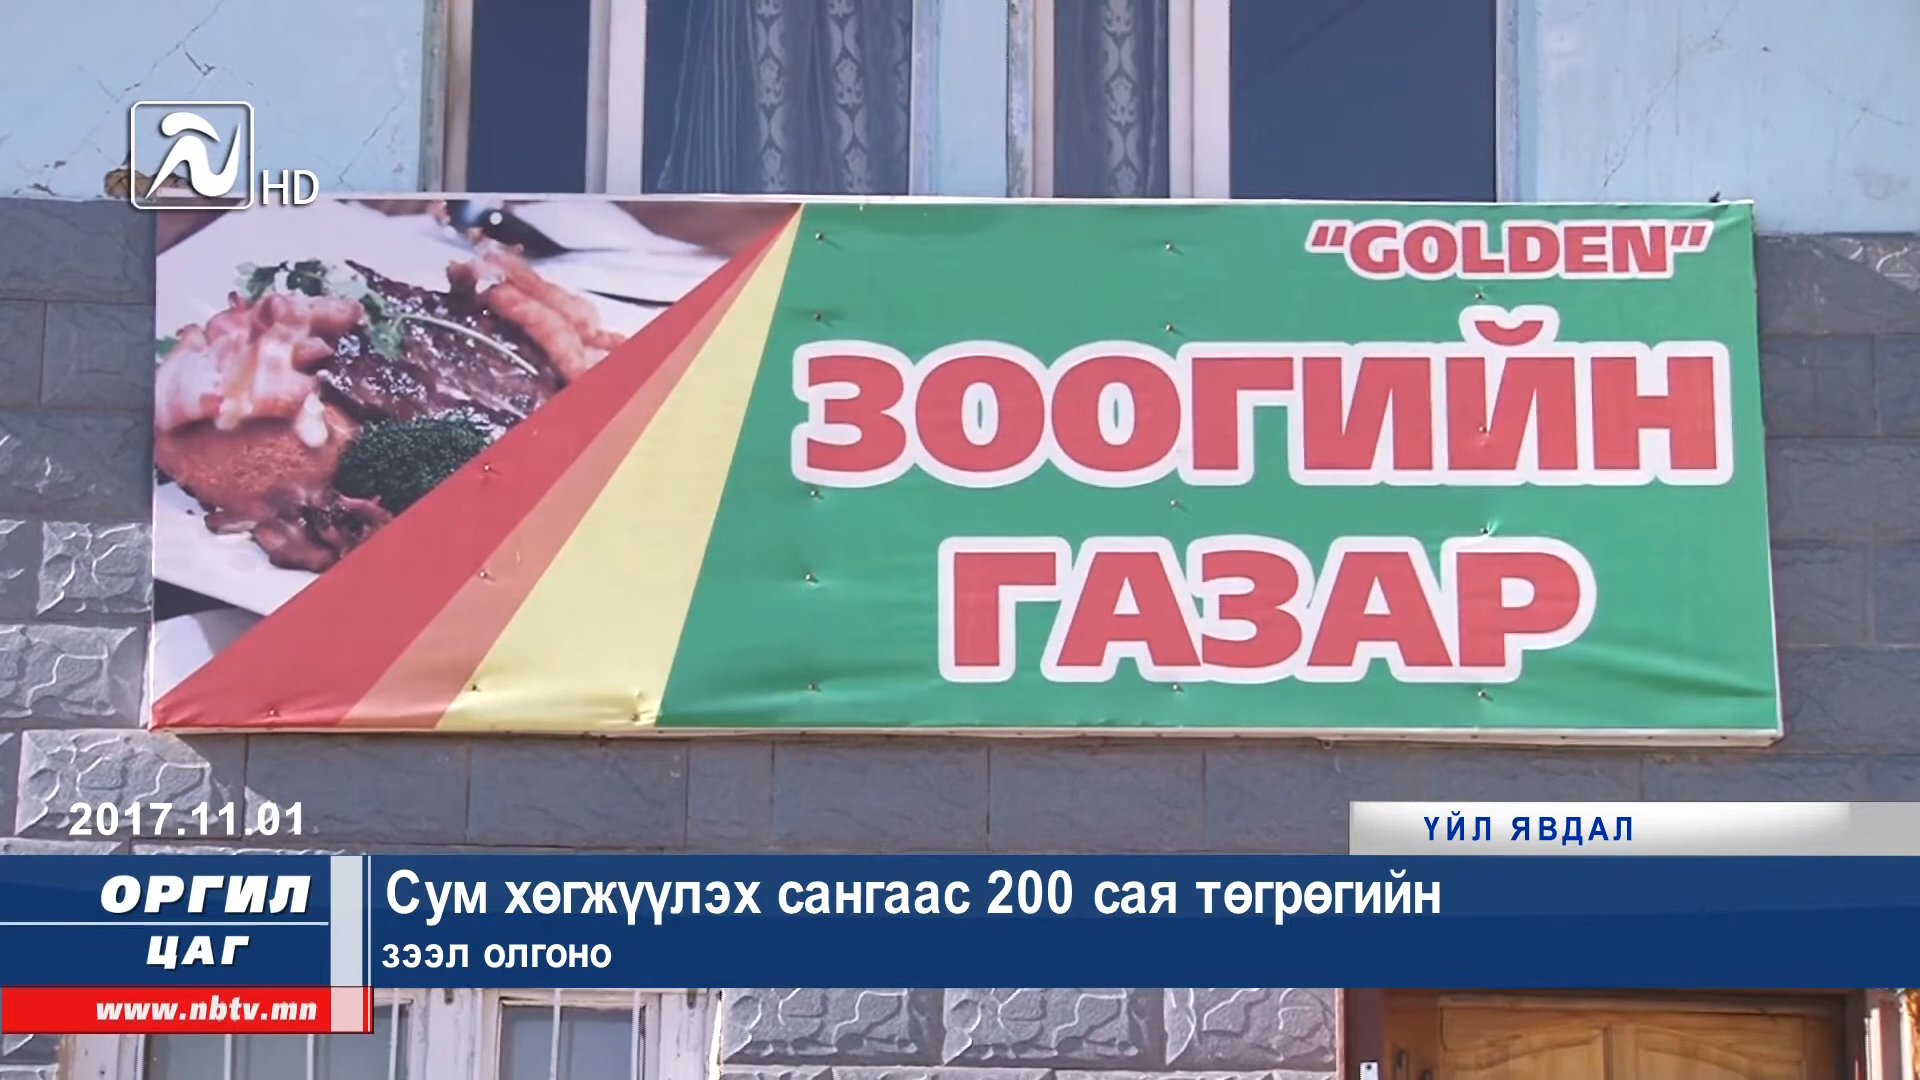 HD
"GOLDEN"
ЗООГИЙН
ГАЗАР
2017.11.01
ҮЙЛ ЯВДАЛ
ОРГИЛ
ЦАГ
Сум хөгжүүлэх сангаас 200 сая төгрөгийн
зээл олгоно
www.nbtv.mn